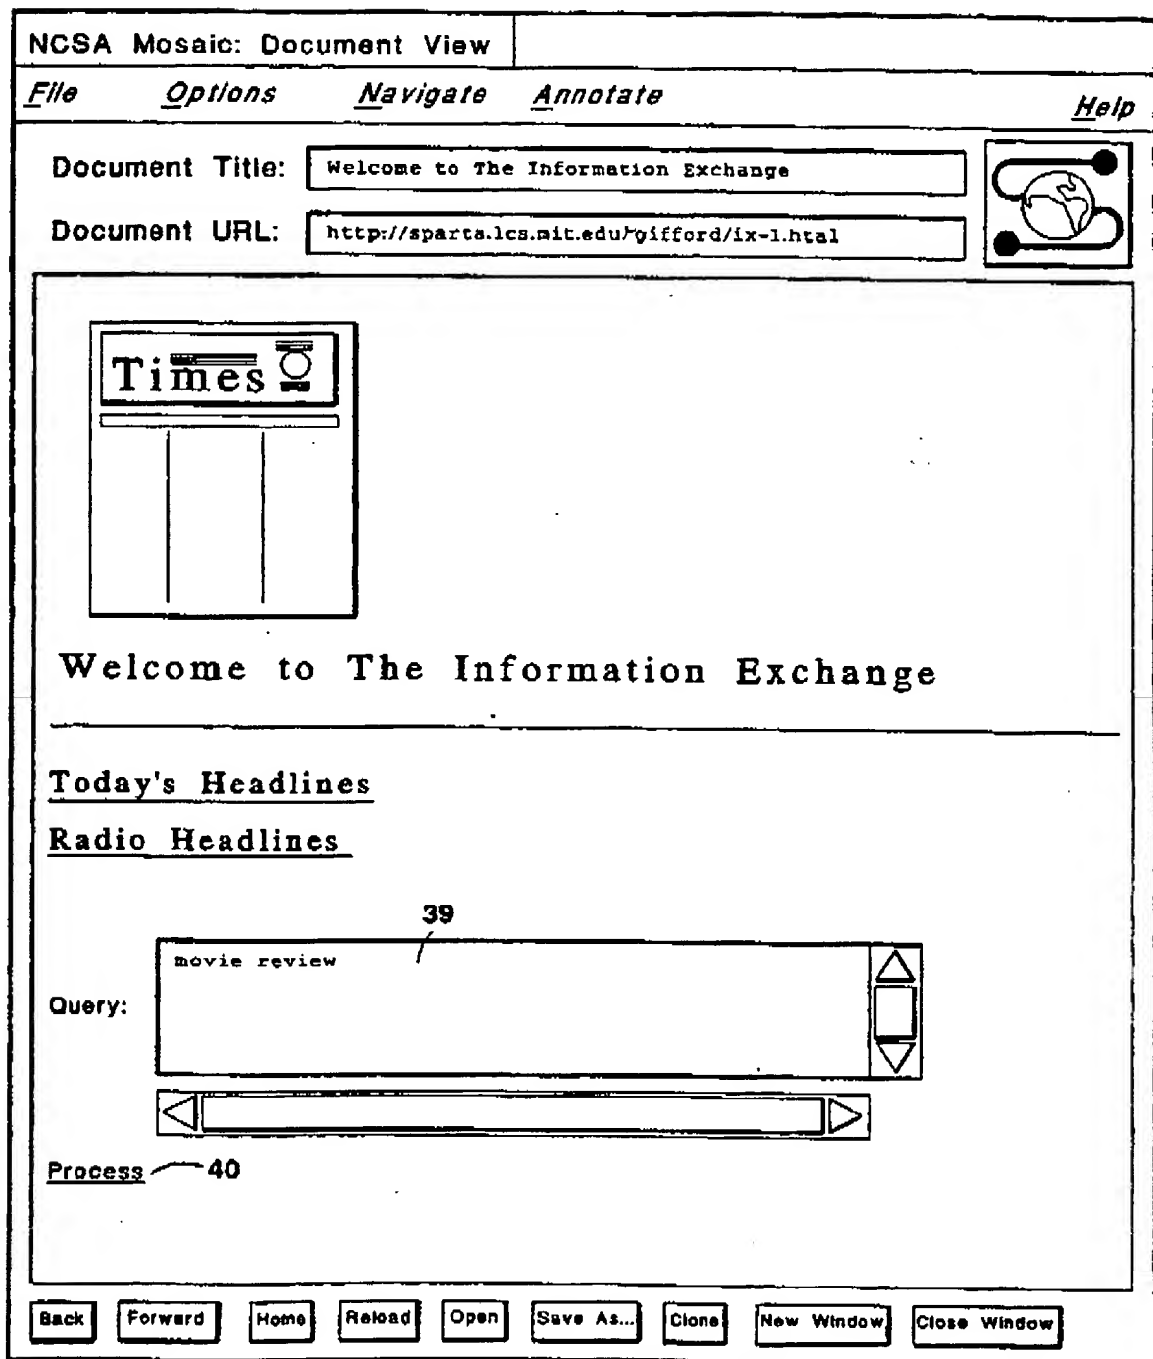 NCSA Mosaic: Document View
File Options Navigate Annotate Help
Document Title: Welcome to The Information Exchange
Document URL: http://sparta.lcs.mit.edu/~gifford/ix-1.html
Times
Welcome to The Information Exchange
Today's Headlines
Radio Headlines
39
movie review
Query:
Process 40
Back Forward Home Reload Open Save As... Clone New Window Close Window